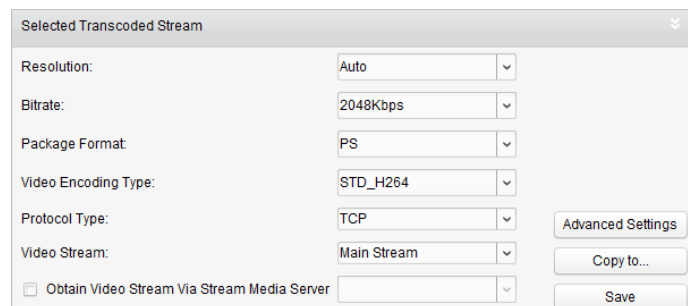 Selected Transcoded Stream
Resolution: Auto
Bitrate: 2048Kbps
Package Format: PS
Video Encoding Type: STD_H264
Protocol Type: TCP
Advanced Settings
Video Stream: Main Stream
Copy to...
Obtain Video Stream Via Stream Media Server
Save